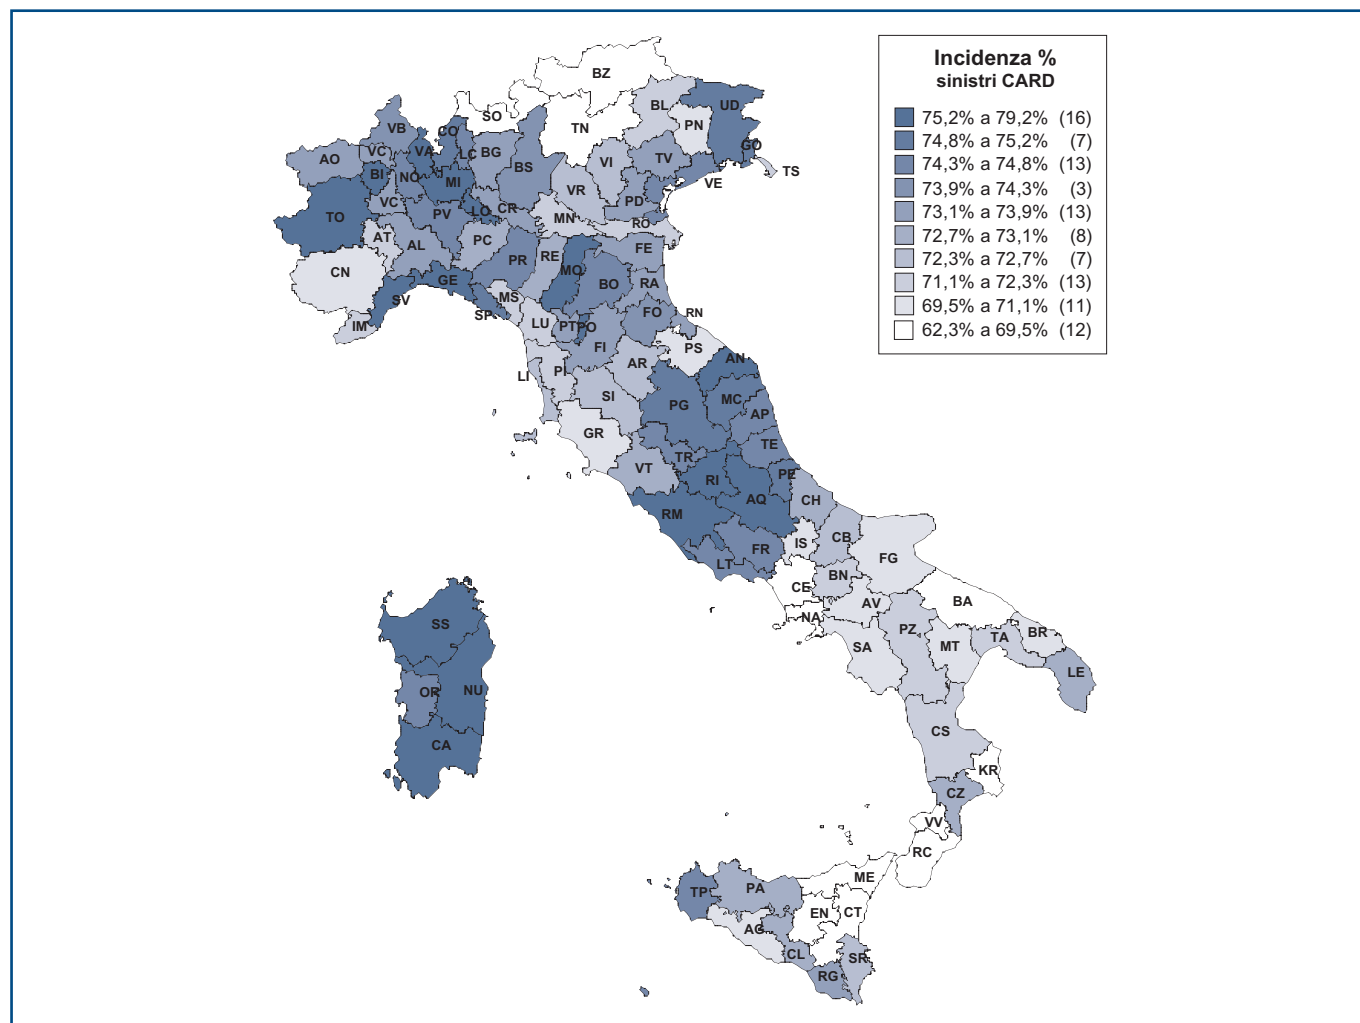 Incidenza %
sinistri CARD
75,2% a 79,2% (16)
74,8% a 75,2% (7)
74,3% a 74,8% (13)
73,9% a 74,3% (3)
73,1% a 73,9% (13)
72,7% a 73,1% (8)
72,3% a 72,7% (7)
71,1% a 72,3% (13)
69,5% a 71,1% (11)
62,3% a 69,5% (12)
BZ
BL
UD
SO
TN
PN
VB
CO
GO
AO
VC
VA
LC
BG
BS
VI
TV
TS
BI
NO
MI
VR
VE
TO
VC
PV
LO
CR
MN
PD
RO
AT
AL
PC
PR
RE
MO
FE
CN
GE
BO
RA
SV
MS
SP
IM
LU
PT
PO
FO
RN
FI
PS
AN
LI
PI
AR
SI
PG
MC
AP
GR
TE
VT
TR
RI
PE
AQ
CH
RM
IS
CB
FR
LT
FG
CE
BN
AV
BA
NA
SA
PZ
MT
TA
BR
LE
SS
OR
NU
CA
CS
KR
CZ
VV
RC
TP
PA
ME
EN
CT
AG
CL
SR
RG